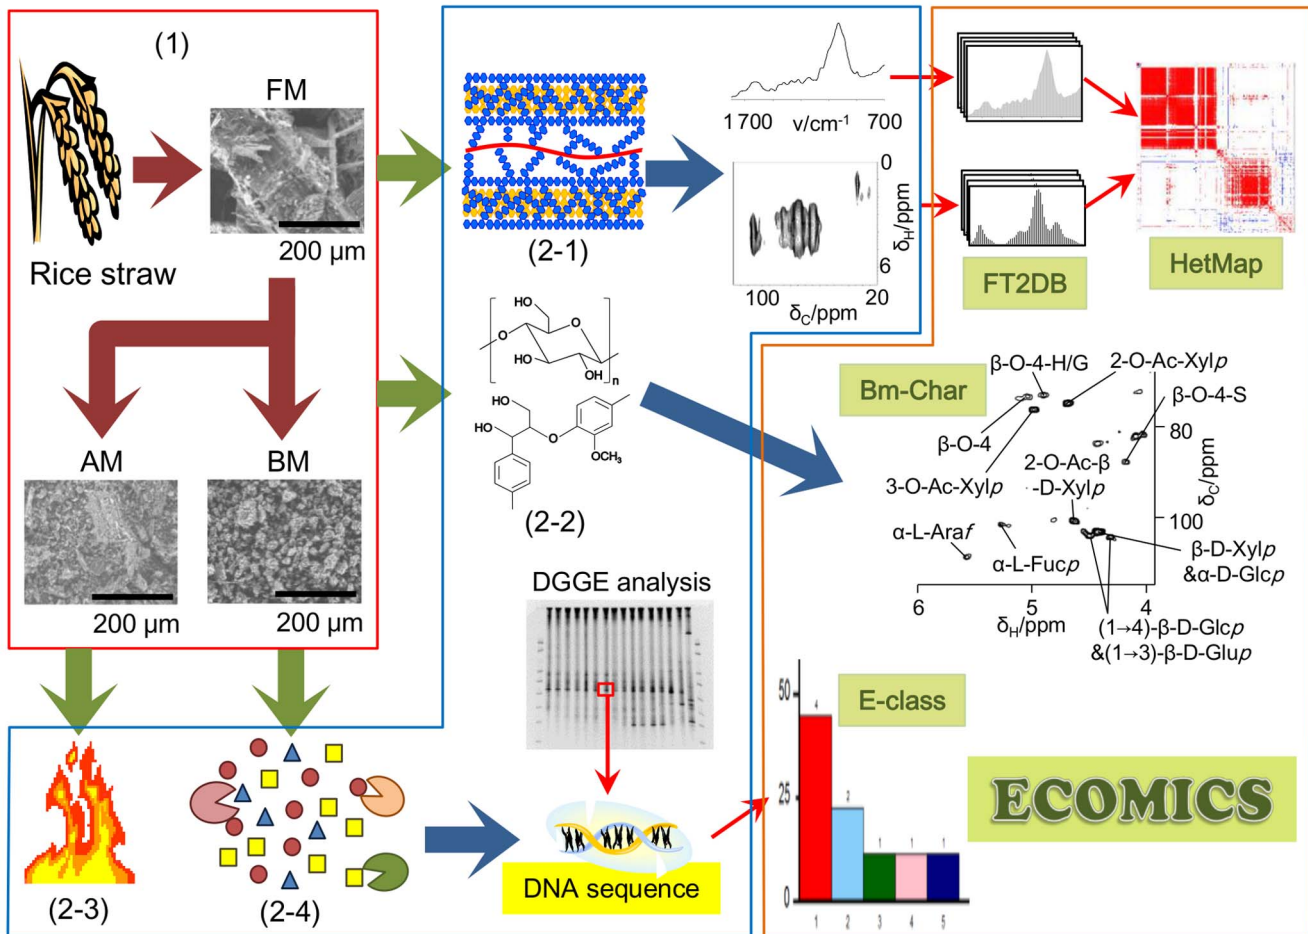 (1)
FM
200 μm
Rice straw
AM
BM
200 μm
200 μm
(2-1)
1 700
v/cm-1
700
0
δH/ppm
6
100
20
δC/ppm
FT2DB
HetMap
OH
HO
O
O
HO
OH
n
HO
HO
O
OCH3
(2-2)
Bm-Char
β-O-4-H/G
2-O-Ac-Xylp
β-O-4-S
β-O-4
80
δC/ppm
2-O-Ac-β
-D-Xylp
3-O-Ac-Xylp
100
α-L-Araf
α-L-Fucp
β-D-Xylp
&α-D-Glcp
6
5
4
δH/ppm
(1→4)-β-D-Glcp
&(1→3)-β-D-Glup
DGGE analysis
DNA sequence
(2-3)
(2-4)
E-class
50
25
0
4
2
1
1
1
1
2
3
4
5
ECOMICS